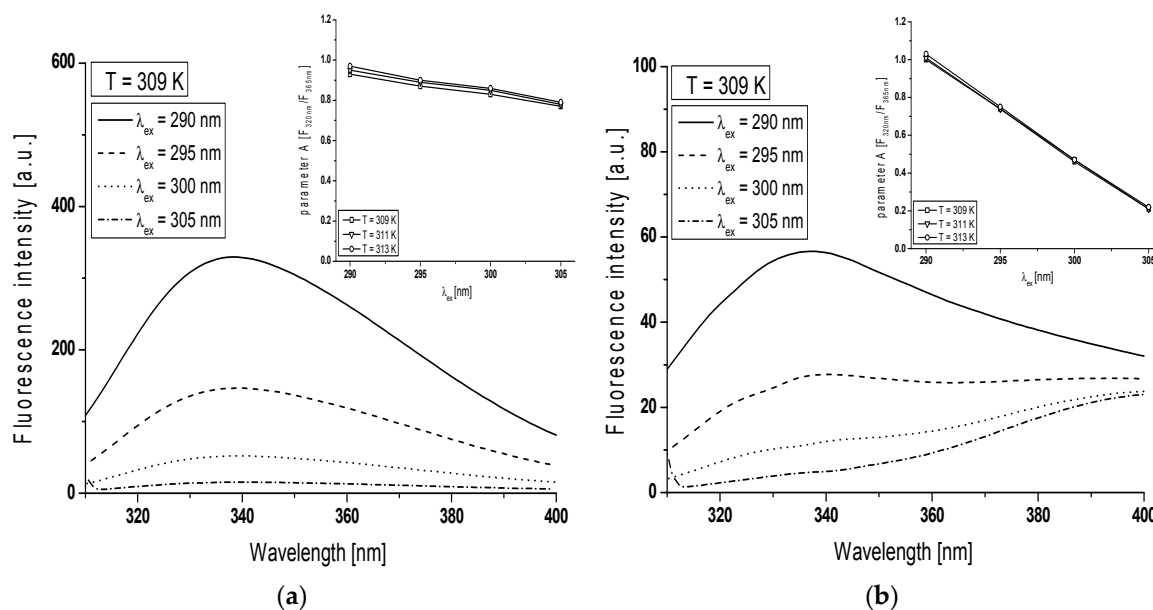 T = 309 K
λex = 290 nm
λex = 295 nm
λex = 300 nm
λex = 305 nm
600
400
200
0
320 340 360 380 400
Fluorescence intensity [a.u.]
Wavelength [nm]
1.2
1.0
0.8
0.6
0.4
0.2
0.0
290 295 300 305
parameter A [F320nm/F365nm]
λex [nm]
T = 309 K
T = 311 K
T = 313 K
(a)
T = 309 K
λex = 290 nm
λex = 295 nm
λex = 300 nm
λex = 305 nm
100
80
60
40
20
0
320 340 360 380 400
Fluorescence intensity [a.u.]
Wavelength [nm]
1.2
1.0
0.8
0.6
0.4
0.2
0.0
290 295 300 305
parameter A [F320nm/F365nm]
λex [nm]
T = 309 K
T = 311 K
T = 313 K
(b)